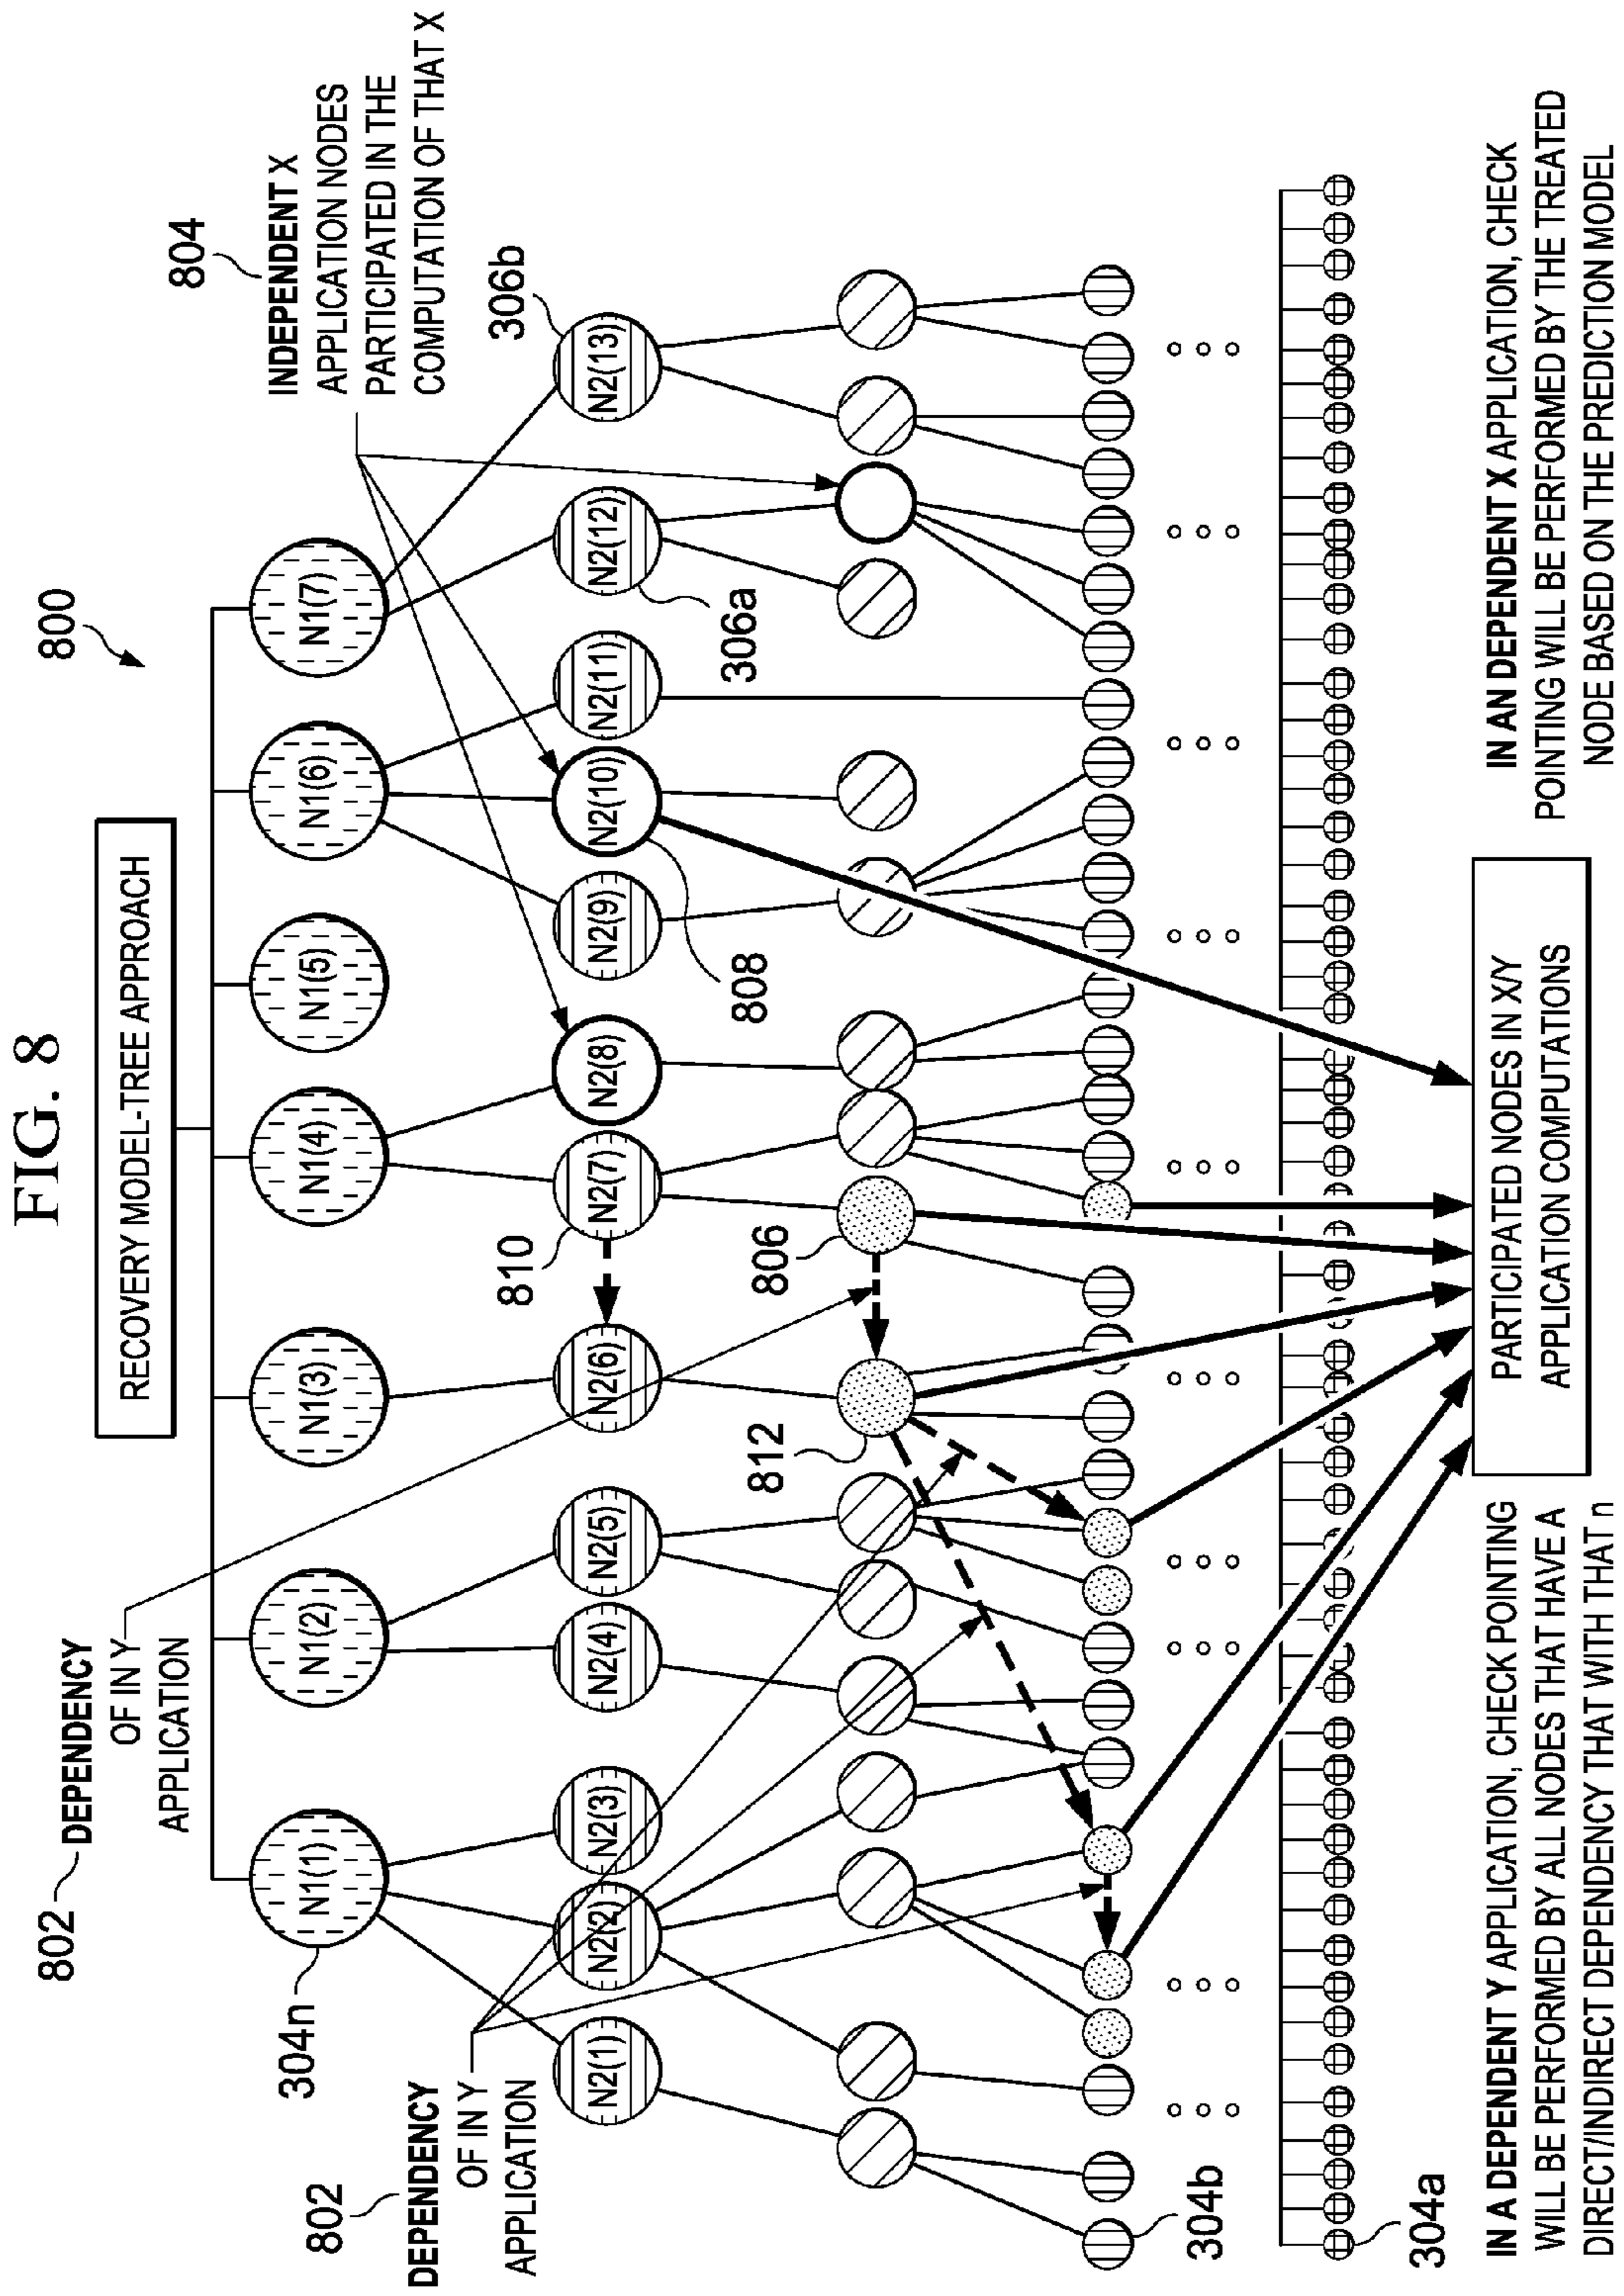 FIG. 8
800
RECOVERY MODEL-TREE APPROACH
802
DEPENDENCY
OF IN Y
APPLICATION
804
INDEPENDENT X
APPLICATION NODES
PARTICIPATED IN THE
COMPUTATION OF THAT X
304n
N1(1)
N1(2)
N1(3)
N1(4)
N1(5)
N1(6)
N1(7)
802
DEPENDENCY
OF IN Y
APPLICATION
N2(1)
N2(2)
N2(3)
N2(4)
N2(5)
N2(6)
810
N2(7)
N2(8)
N2(9)
N2(10)
N2(11)
N2(12)
N2(13)
306b
808
306a
812
806
304b
304a
PARTICIPATED NODES IN X/Y
APPLICATION COMPUTATIONS
IN A DEPENDENT Y APPLICATION, CHECK POINTING
WILL BE PERFORMED BY ALL NODES THAT HAVE A
DIRECT/INDIRECT DEPENDENCY THAT WITH THAT n
IN AN DEPENDENT X APPLICATION, CHECK
POINTING WILL BE PERFORMED BY THE TREATED
NODE BASED ON THE PREDICTION MODEL